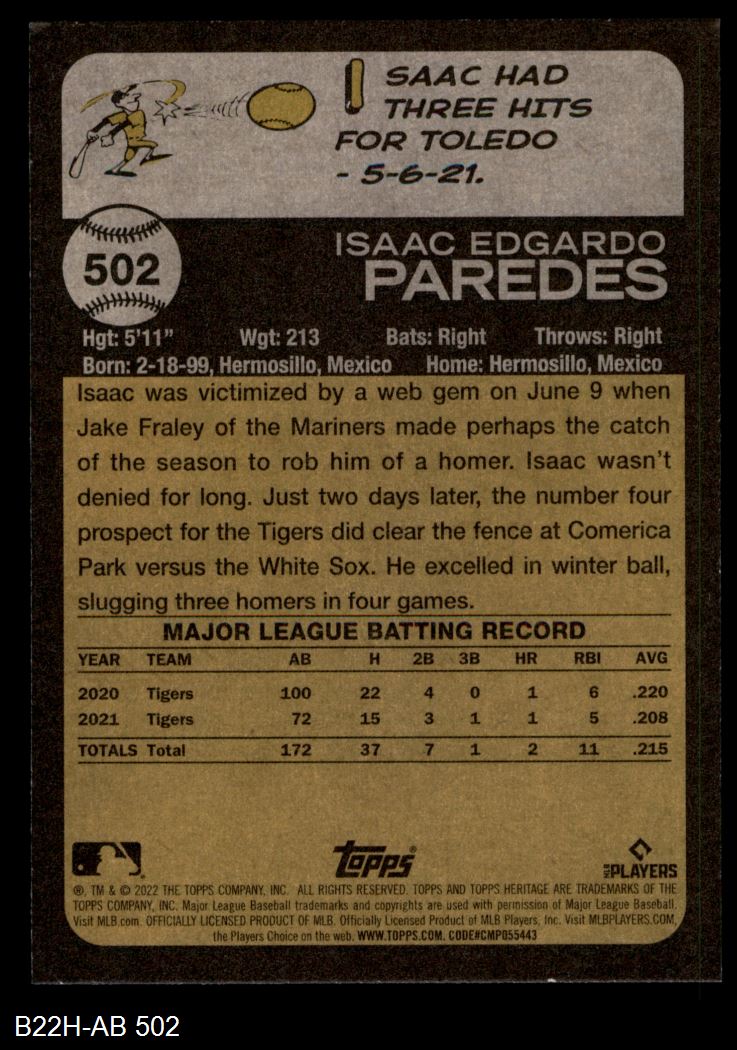 ISAAC HAD
THREE HITS
FOR TOLEDO
- 5-6-21.
502
ISAAC EDGARDO
PAREDES
Hgt: 5'11" Wgt: 213 Bats: Right Throws: Right
Born: 2-18-99, Hermosillo, Mexico Home: Hermosillo, Mexico
Isaac was victimized by a web gem on June 9 when
Jake Fraley of the Mariners made perhaps the catch
of the season to rob him of a homer. Isaac wasn't
denied for long. Just two days later, the number four
prospect for the Tigers did clear the fence at Comerica
Park versus the White Sox. He excelled in winter ball,
slugging three homers in four games.
MAJOR LEAGUE BATTING RECORD
YEAR TEAM AB H 2B 3B HR RBI AVG
2020 Tigers 100 22 4 0 1 6 .220
2021 Tigers 72 15 3 1 1 5 .208
TOTALS Total 172 37 7 1 2 11 .215
Topps
MLB PLAYERS
®, TM & © 2022 THE TOPPS COMPANY, INC. ALL RIGHTS RESERVED. TOPPS AND TOPPS HERITAGE ARE TRADEMARKS OF THE
TOPPS COMPANY, INC. Major League Baseball trademarks and copyrights are used with permission of Major League Baseball.
Visit MLB.com. OFFICIALLY LICENSED PRODUCT OF MLB. Officially Licensed Product of MLB Players, Inc. Visit MLBPLAYERS.COM,
the Players Choice on the web. WWW.TOPPS.COM. CODE#CMP055443
B22H-AB 502